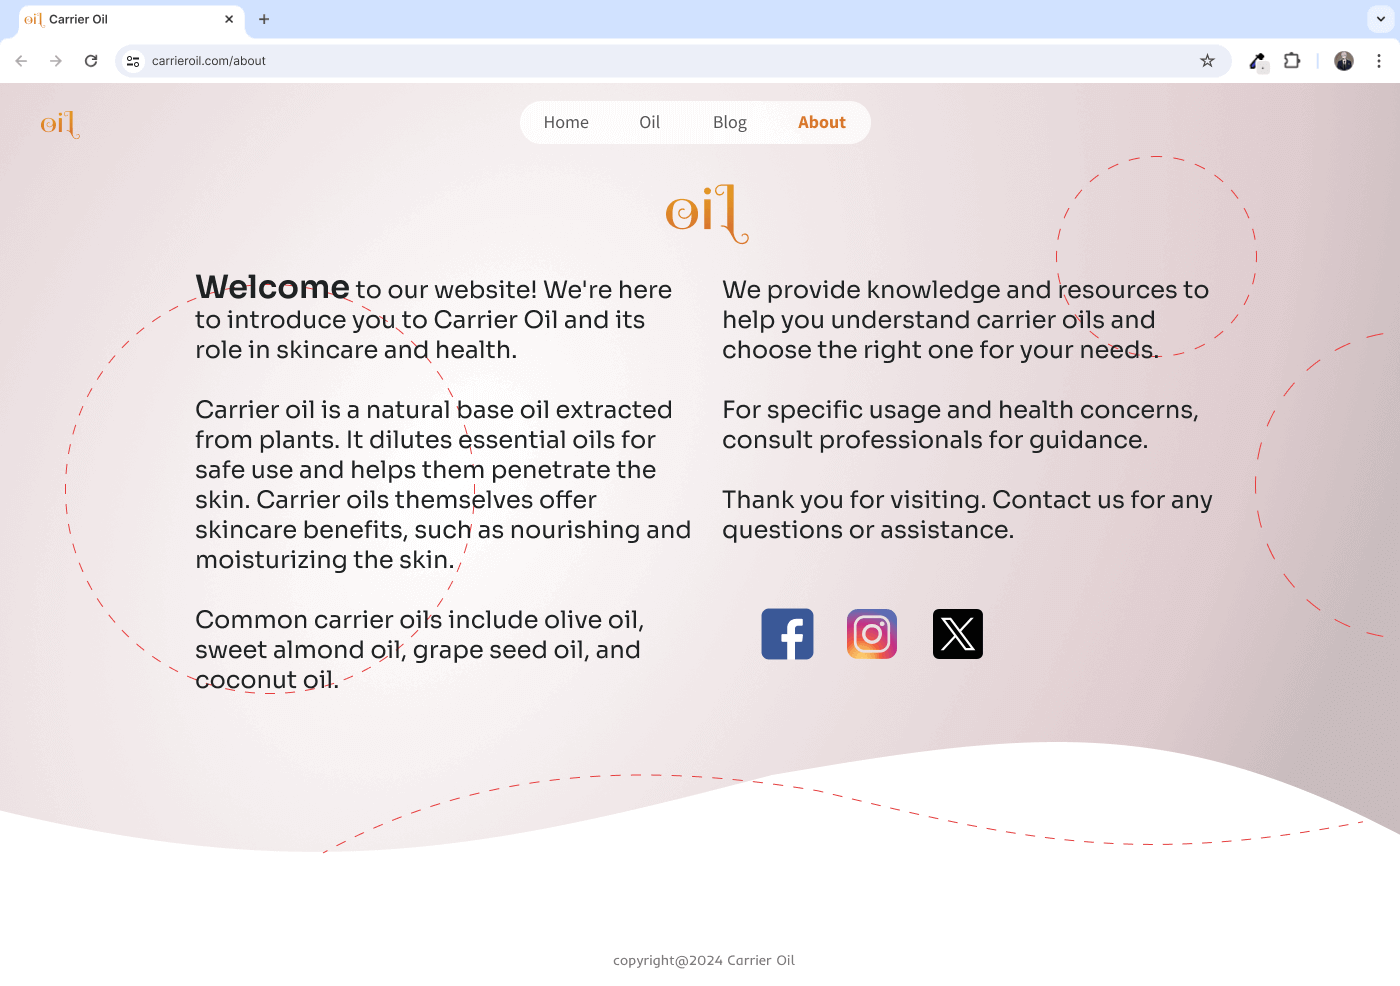 oil Carrier Oil
carrieroil.com/about
oil
Home Oil Blog About
oil
Welcome to our website! We're here
to introduce you to Carrier Oil and its
role in skincare and health.
Carrier oil is a natural base oil extracted
from plants. It dilutes essential oils for
safe use and helps them penetrate the
skin. Carrier oils themselves offer
skincare benefits, such as nourishing and
moisturizing the skin.
Common carrier oils include olive oil,
sweet almond oil, grape seed oil, and
coconut oil.
We provide knowledge and resources to
help you understand carrier oils and
choose the right one for your needs.
For specific usage and health concerns,
consult professionals for guidance.
Thank you for visiting. Contact us for any
questions or assistance.
copyright@2024 Carrier Oil